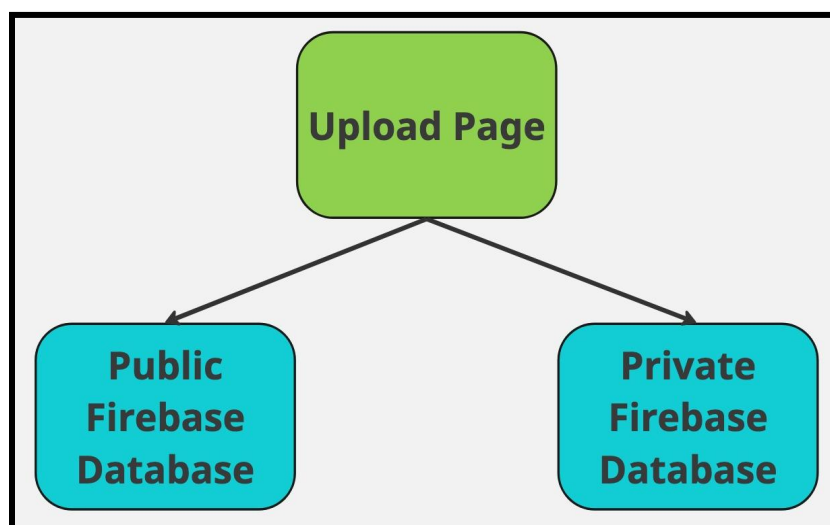 Upload Page
Public
Firebase
Database
Private
Firebase
Database